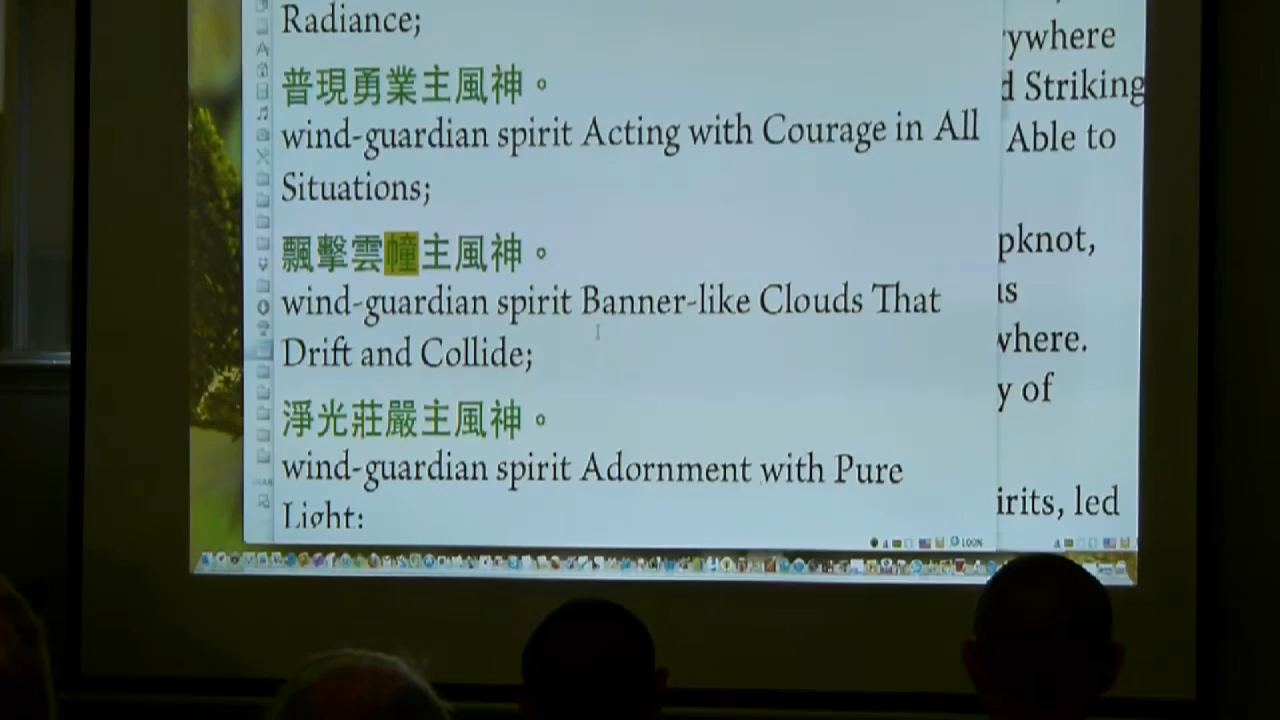 Radiance;
普現勇業主風神。
wind-guardian spirit Acting with Courage in All
Situations;
飄擊雲幢主風神。
wind-guardian spirit Banner-like Clouds That
Drift and Collide;
淨光莊嚴主風神。
wind-guardian spirit Adornment with Pure
Light:
ywhere
d Striking
Able to
pknot,
is
where.
y of
irits, led
100%